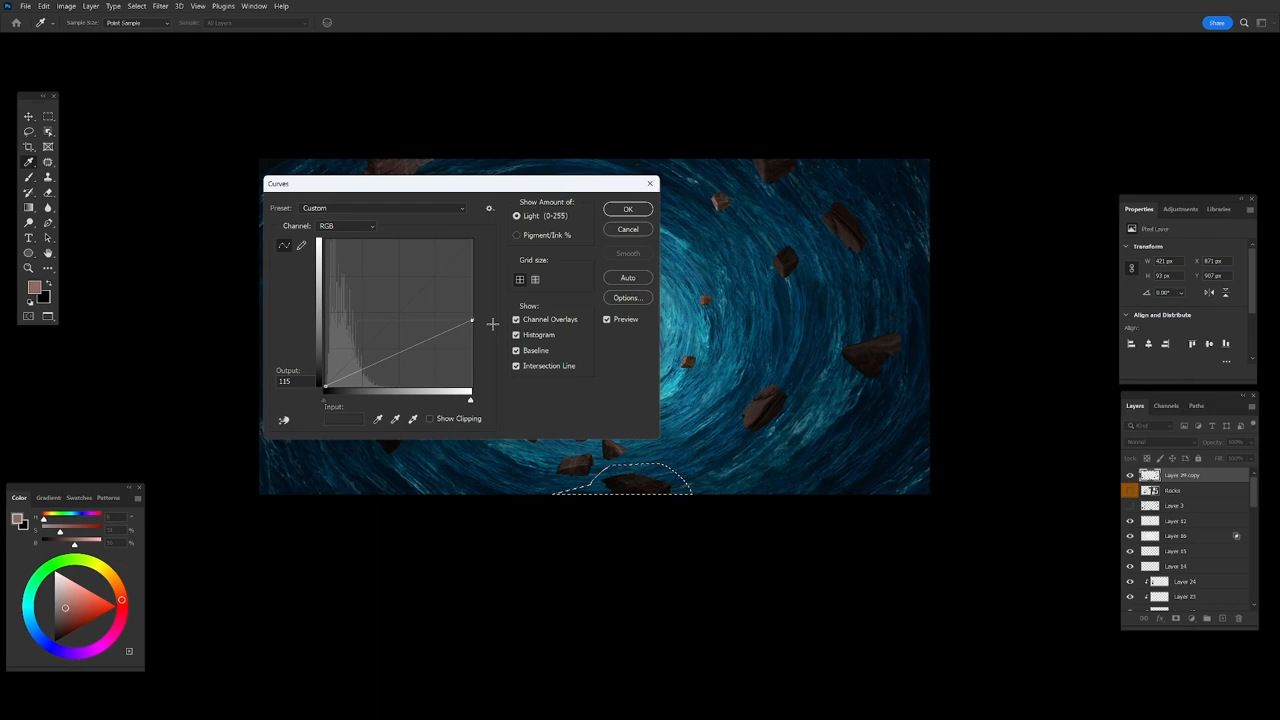 Ps File Edit Image Layer Type Select Filter 3D View Plugins Window Help
Sample Size: Point Sample Sample: All Layers Share
Curves
Preset: Custom
Channel: RGB
Output:
115
Input:
Show Clipping
Show Amount of:
Light (0-255)
Pigment/Ink %
Grid size:
Show:
Channel Overlays
Histogram
Baseline
Intersection Line
OK
Cancel
Smooth
Auto
Options...
Preview
Properties Adjustments Libraries
Pixel Layer
Transform
W 421 px X 871 px
H 93 px Y 907 px
0.00°
Align and Distribute
Align:
Layers Channels Paths
Kind
Normal Opacity: 100%
Lock: Fill: 100%
Layer 29 copy
Rocks
Layer 3
Layer 12
Layer 16
Layer 15
Layer 14
Layer 24
Layer 23
fx
Color Gradient Swatches Patterns
H
S
B